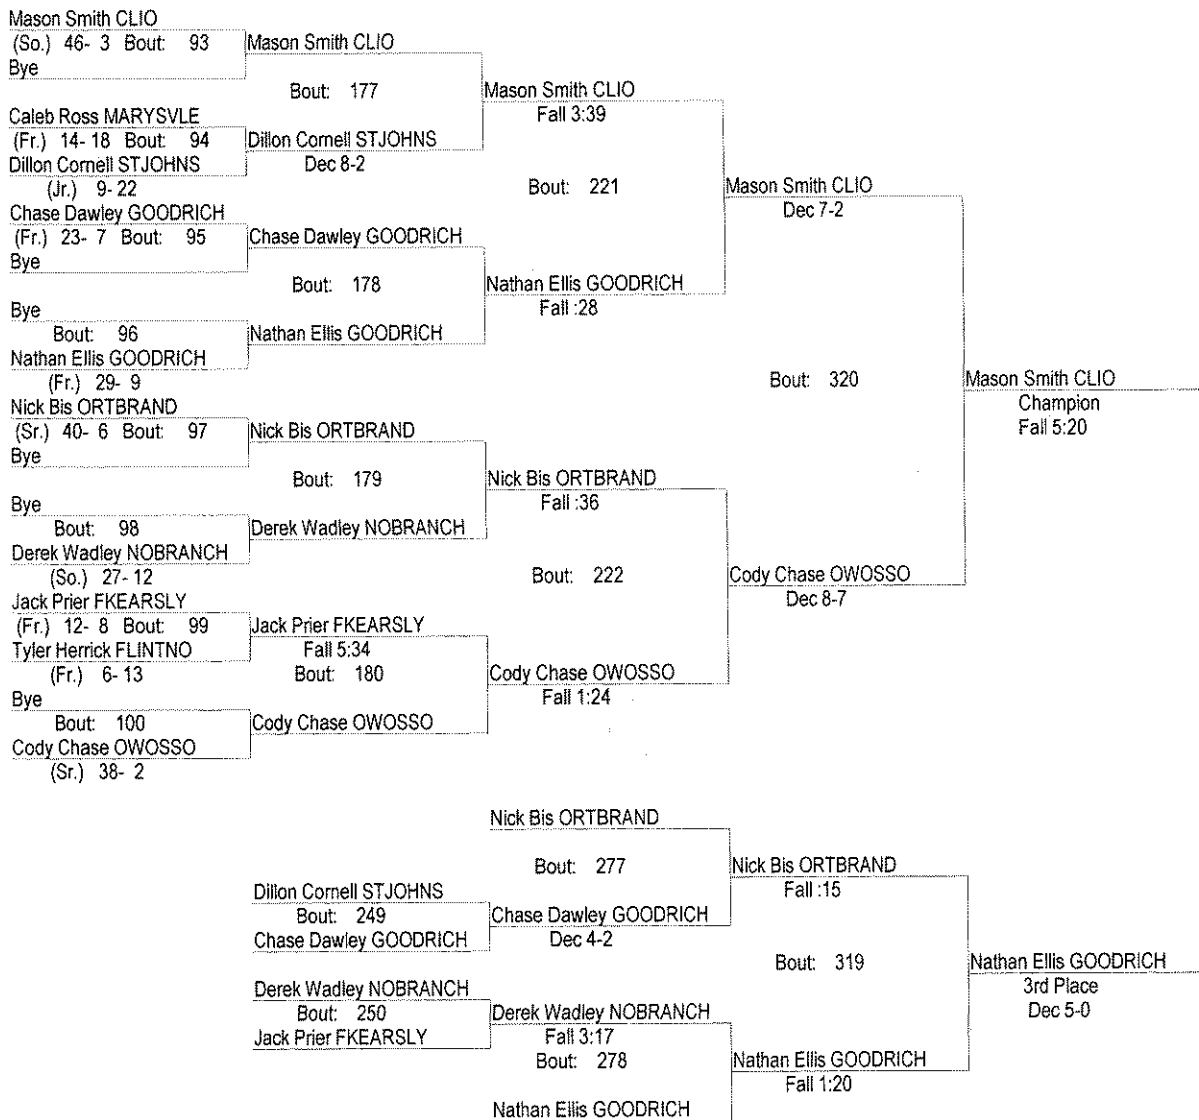 Mason Smith CLIO
(So.) 46- 3 Bout: 93
Bye
Mason Smith CLIO
Bout: 177
Mason Smith CLIO
Fall 3:39
Caleb Ross MARYSVLE
(Fr.) 14- 18 Bout: 94
Dillon Cornell STJOHNS
(Jr.) 9- 22
Dillon Cornell STJOHNS
Dec 8-2
Bout: 221
Mason Smith CLIO
Dec 7-2
Chase Dawley GOODRICH
(Fr.) 23- 7 Bout: 95
Bye
Chase Dawley GOODRICH
Bout: 178
Nathan Ellis GOODRICH
Fall :28
Bye
Bout: 96
Nathan Ellis GOODRICH
(Fr.) 29- 9
Nathan Ellis GOODRICH
Bout: 320
Mason Smith CLIO
Champion
Fall 5:20
Nick Bis ORTBRAND
(Sr.) 40- 6 Bout: 97
Bye
Nick Bis ORTBRAND
Bout: 179
Nick Bis ORTBRAND
Fall :36
Bye
Bout: 98
Derek Wadley NOBRANCH
(So.) 27- 12
Derek Wadley NOBRANCH
Bout: 222
Cody Chase OWOSSO
Dec 8-7
Jack Prier FKEARSLY
(Fr.) 12- 8 Bout: 99
Tyler Herrick FLINTNO
(Fr.) 6- 13
Jack Prier FKEARSLY
Fall 5:34
Bout: 180
Cody Chase OWOSSO
Fall 1:24
Bye
Bout: 100
Cody Chase OWOSSO
(Sr.) 38- 2
Cody Chase OWOSSO
Nick Bis ORTBRAND
Bout: 277
Nick Bis ORTBRAND
Fall :15
Dillon Cornell STJOHNS
Bout: 249
Chase Dawley GOODRICH
Chase Dawley GOODRICH
Dec 4-2
Bout: 319
Nathan Ellis GOODRICH
3rd Place
Dec 5-0
Derek Wadley NOBRANCH
Bout: 250
Jack Prier FKEARSLY
Derek Wadley NOBRANCH
Fall 3:17
Bout: 278
Nathan Ellis GOODRICH
Fall 1:20
Nathan Ellis GOODRICH